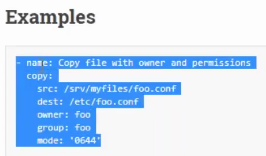 Examples
- name: Copy file with owner and permissions
  copy:
    src: /srv/myfiles/foo.conf
    dest: /etc/foo.conf
    owner: foo
    group: foo
    mode: '0644'